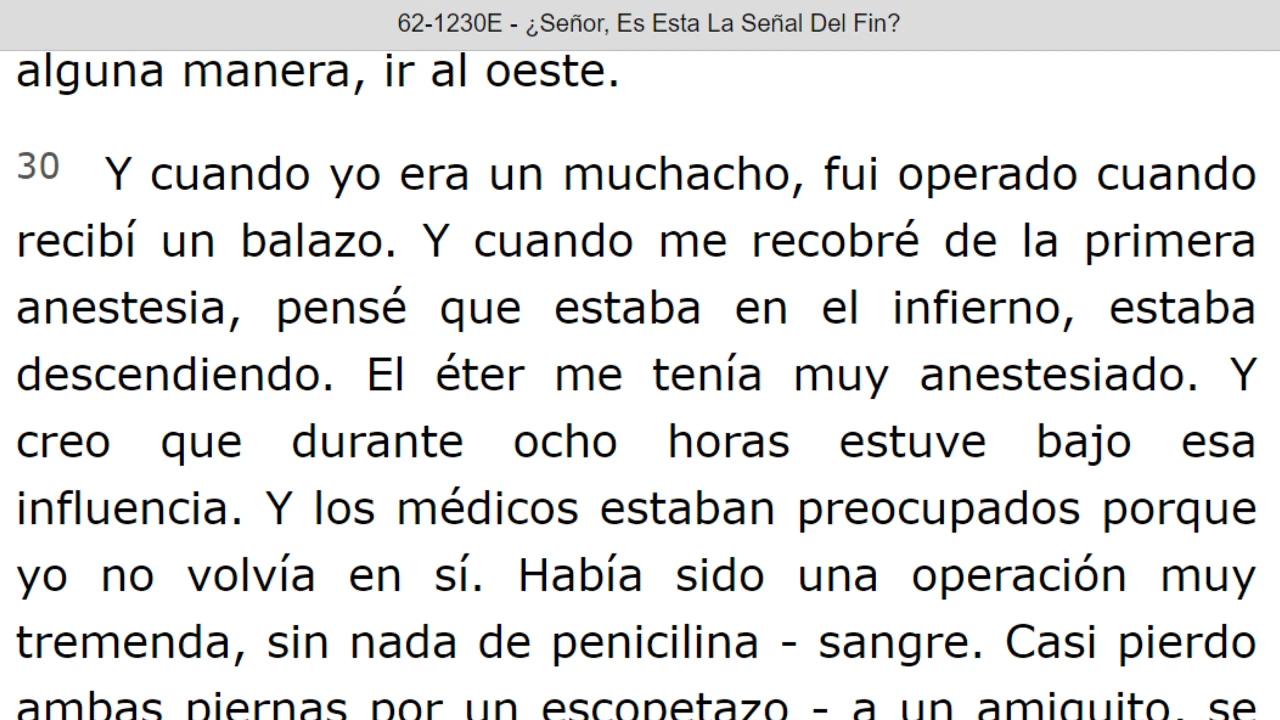 62-1230E - ¿Señor, Es Esta La Señal Del Fin?
alguna manera, ir al oeste.
30 Y cuando yo era un muchacho, fui operado cuando
recibí un balazo. Y cuando me recobré de la primera
anestesia, pensé que estaba en el infierno, estaba
descendiendo. El éter me tenía muy anestesiado. Y
creo que durante ocho horas estuve bajo esa
influencia. Y los médicos estaban preocupados porque
yo no volvía en sí. Había sido una operación muy
tremenda, sin nada de penicilina - sangre. Casi pierdo
ambas piernas por un escopetazo - a un amiguito, se